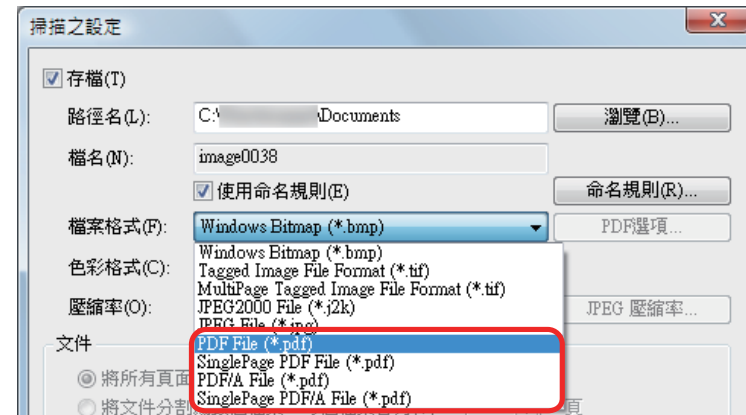 掃描之設定
存檔(T)
路徑名(L): C:\ \Documents 瀏覽(B)...
檔名(N): image0038
使用命名規則(E) 命名規則(R)...
檔案格式(F): Windows Bitmap (*.bmp) PDF選項...
Windows Bitmap (*.bmp)
色彩格式(C): Tagged Image File Format (*.tif)
MultiPage Tagged Image File Format (*.tif)
壓縮率(O): JPEG2000 File (*.j2k) JPEG 壓縮率...
JPEG File (*.jpg)
文件 PDF File (*.pdf)
SinglePage PDF File (*.pdf)
將所有頁面 PDF/A File (*.pdf)
將文件分割 SinglePage PDF/A File (*.pdf) 頁